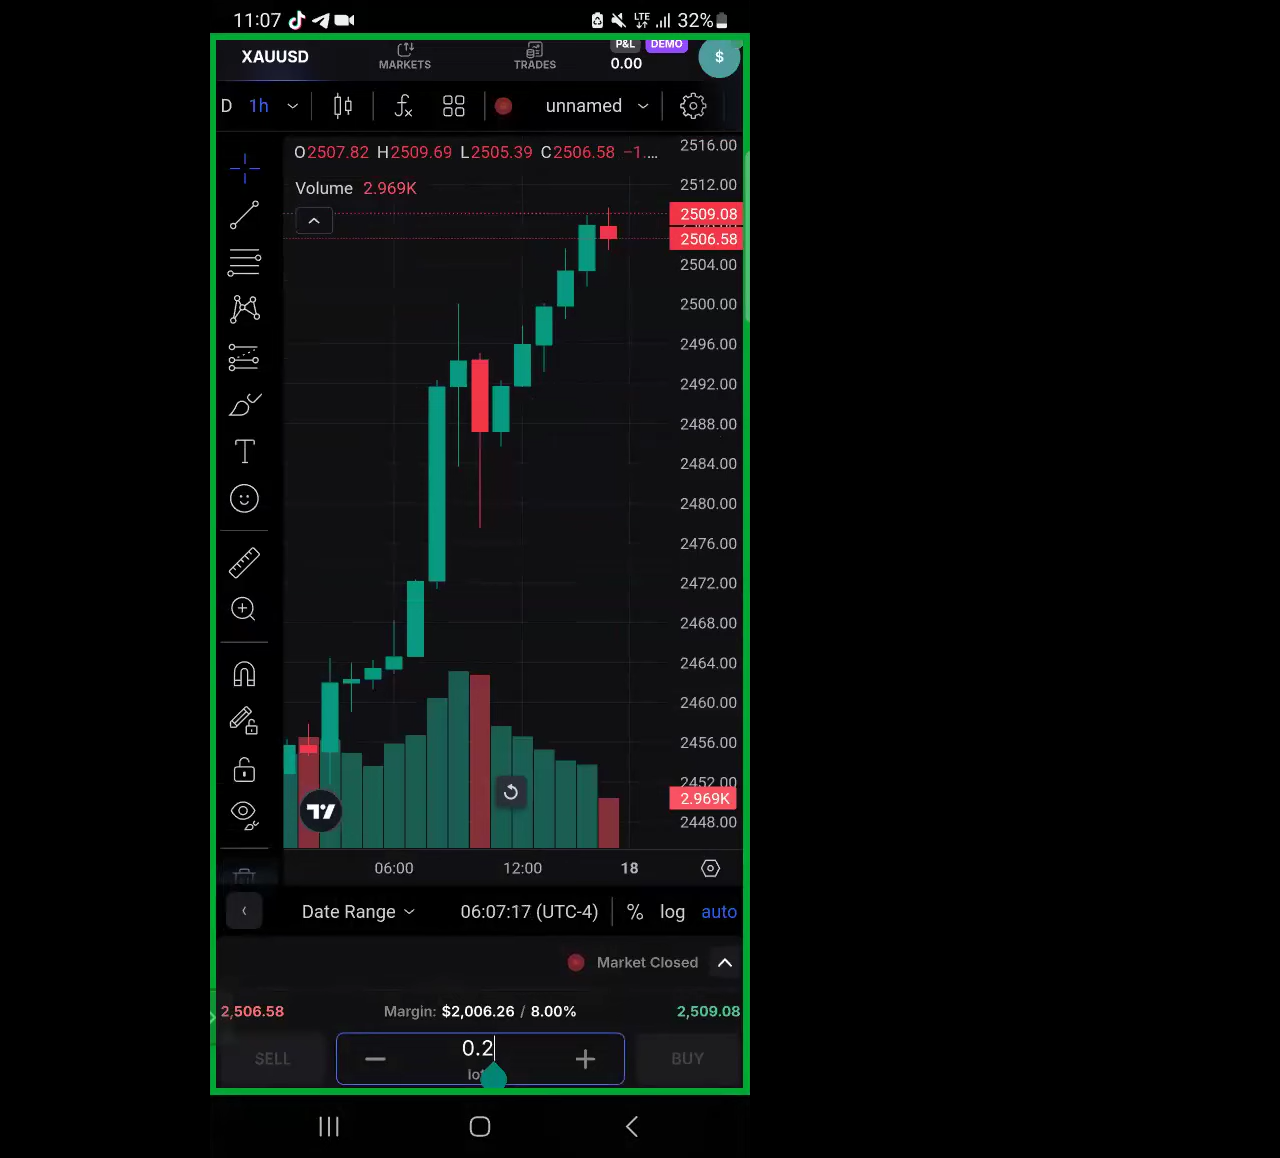 11:07 LTE 32%
P&L DEMO
XAUUSD MARKETS TRADES 0.00 $
D 1h unnamed
O2507.82 H2509.69 L2505.39 C2506.58 −1....
Volume 2.969K
2516.00
2512.00
2509.08
2506.58
2504.00
2500.00
2496.00
2492.00
2488.00
2484.00
2480.00
2476.00
2472.00
2468.00
2464.00
2460.00
2456.00
2452.00
2.969K
2448.00
06:00 12:00 18
Date Range 06:07:17 (UTC-4) % log auto
Market Closed
2,506.58 Margin: $2,006.26 / 8.00% 2,509.08
SELL 0.2 BUY